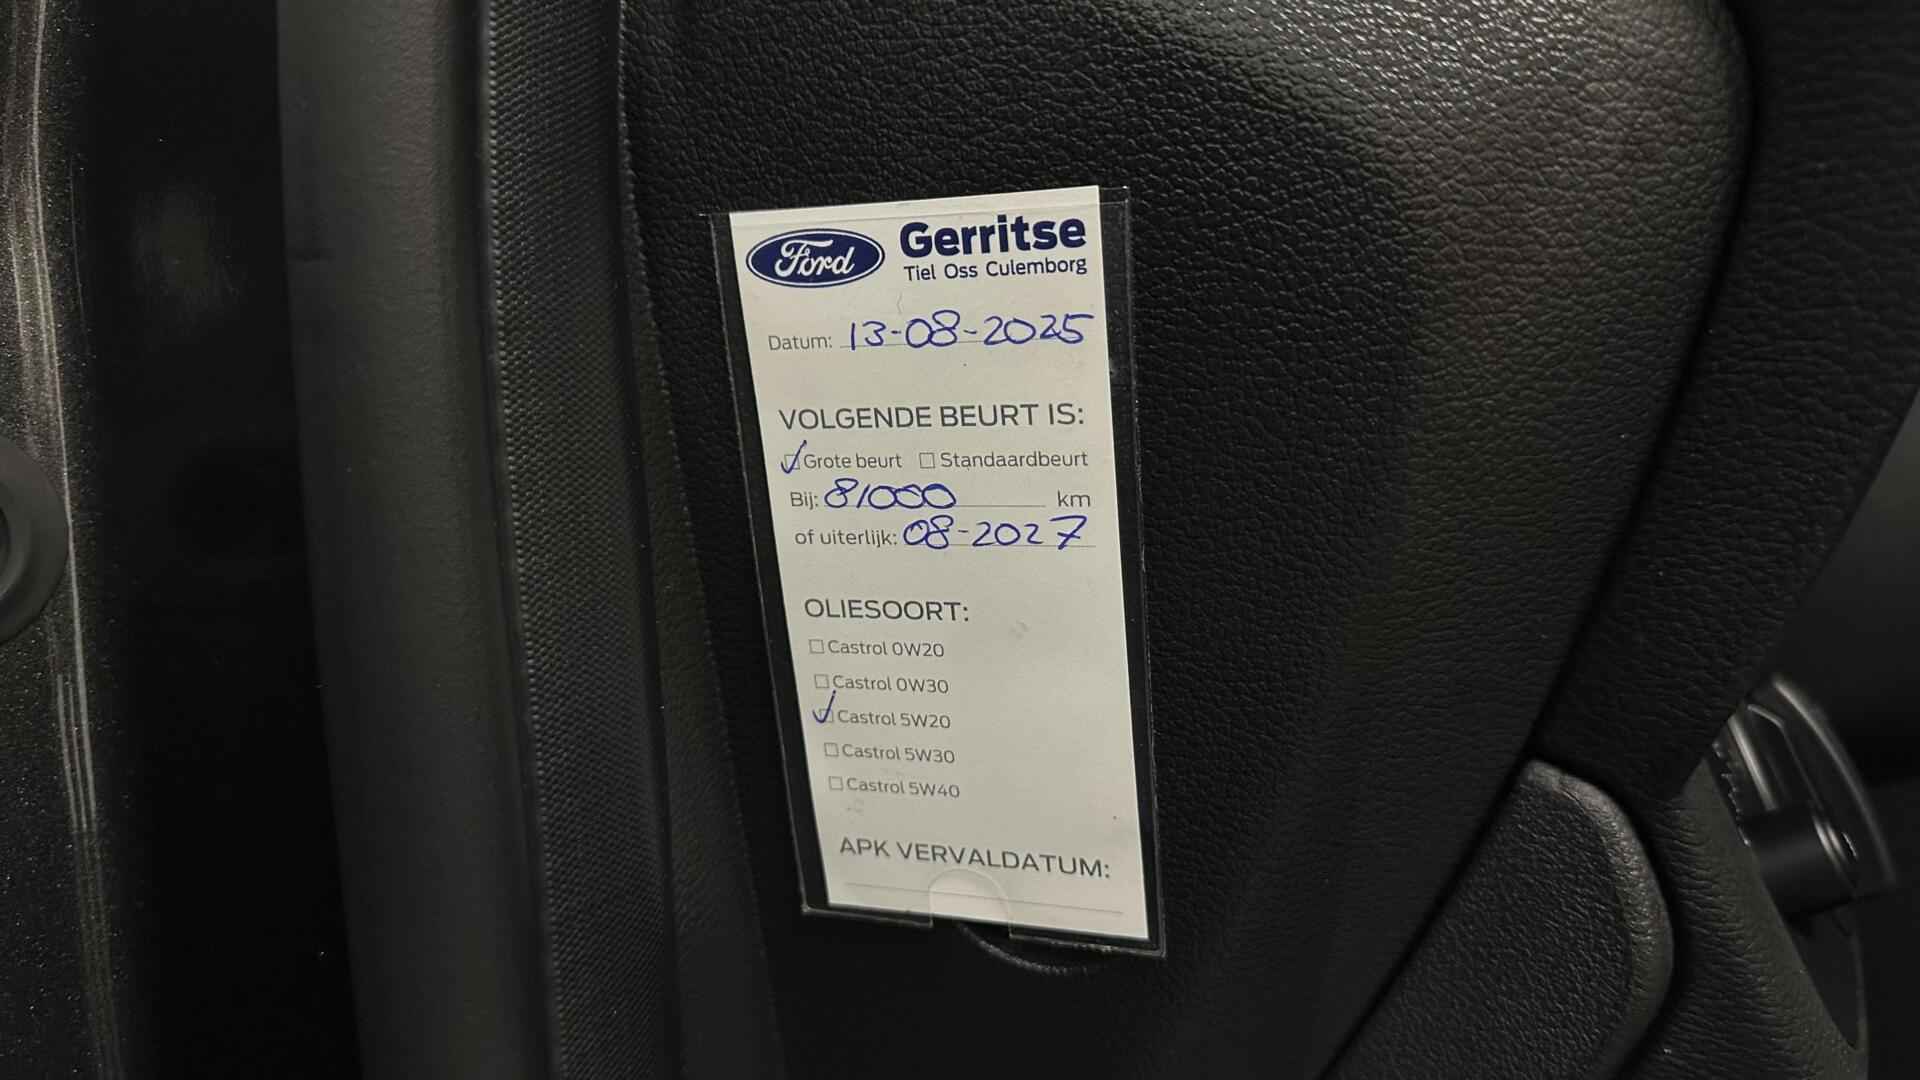 Ford Gerritse
Tiel Oss Culemborg
Datum: 13-08-2025
VOLGENDE BEURT IS:
Grote beurt Standaardbeurt
Bij: 81000 km
of uiterlijk: 08-2027
OLIESOORT:
Castrol 0W20
Castrol 0W30
Castrol 5W20
Castrol 5W30
Castrol 5W40
APK VERVALDATUM: